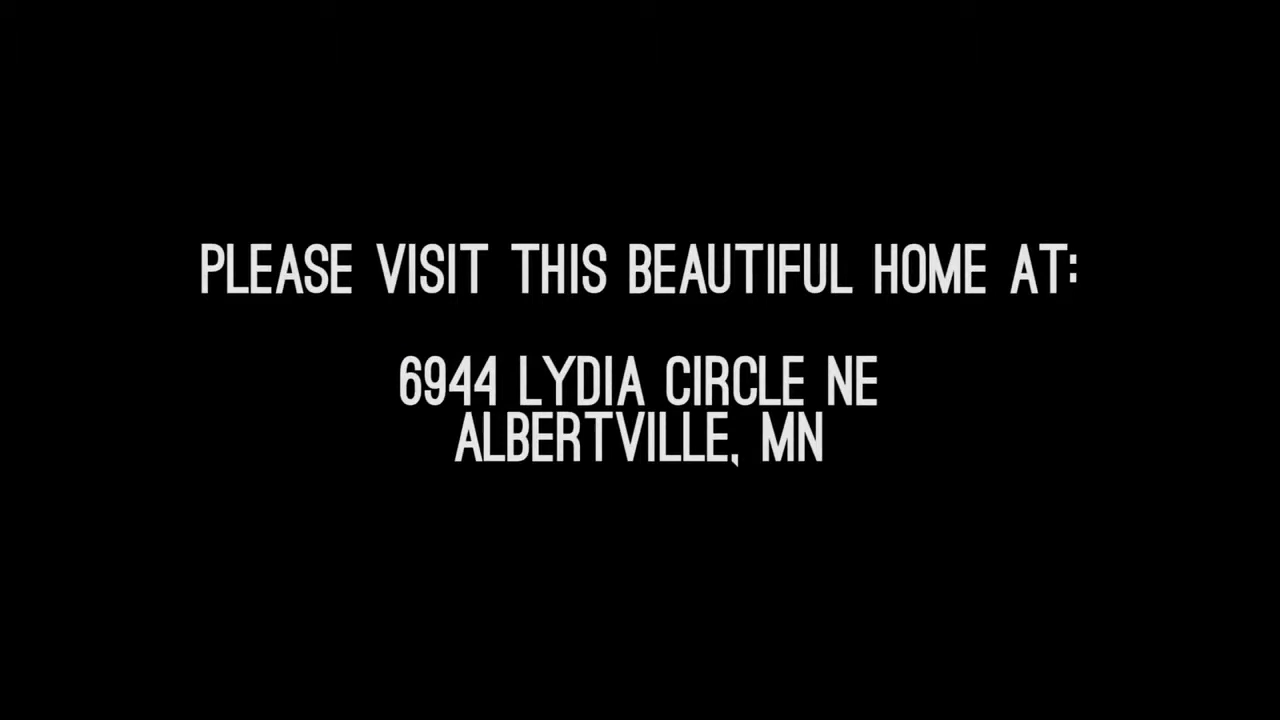 PLEASE VISIT THIS BEAUTIFUL HOME AT:
6944 LYDIA CIRCLE NE
ALBERTVILLE, MN